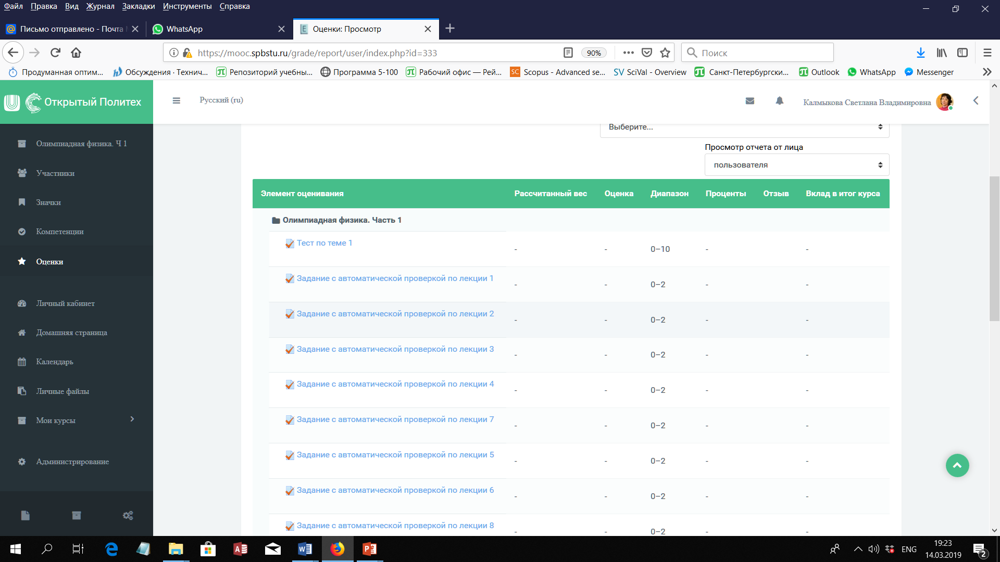 Файл Правка Вид Журнал Закладки Инструменты Справка
Письмо отправлено - Почта WhatsApp Оценки: Просмотр
https://mooc.spbstu.ru/grade/report/user/index.php?id=333 90% Поиск
Продуманная оптим... Обсуждения · Технич... Репозиторий учебны... Программа 5-100 Рабочий офис — Рей... SC Scopus - Advanced se... SV SciVal - Overview Санкт-Петербургски... Outlook WhatsApp Messenger
Открытый Политех Русский (ru) Калмыкова Светлана Владимировна
Выберите...
Олимпиадная физика. Ч 1
Участники
Значки
Компетенции
Оценки
Личный кабинет
Домашняя страница
Календарь
Личные файлы
Мои курсы
Администрирование
Просмотр отчета от лица
пользователя
Элемент оценивания Рассчитанный вес Оценка Диапазон Проценты Отзыв Вклад в итог курса
Олимпиадная физика. Часть 1
Тест по теме 1 - - 0–10 - -
Задание с автоматической проверкой по лекции 1 - - 0–2 - -
Задание с автоматической проверкой по лекции 2 - - 0–2 - -
Задание с автоматической проверкой по лекции 3 - - 0–2 - -
Задание с автоматической проверкой по лекции 4 - - 0–2 - -
Задание с автоматической проверкой по лекции 7 - - 0–2 - -
Задание с автоматической проверкой по лекции 5 - - 0–2 - -
Задание с автоматической проверкой по лекции 6 - - 0–2 - -
Задание с автоматической проверкой по лекции 8 - - 0–2 - -
ENG 19:23
14.03.2019 2